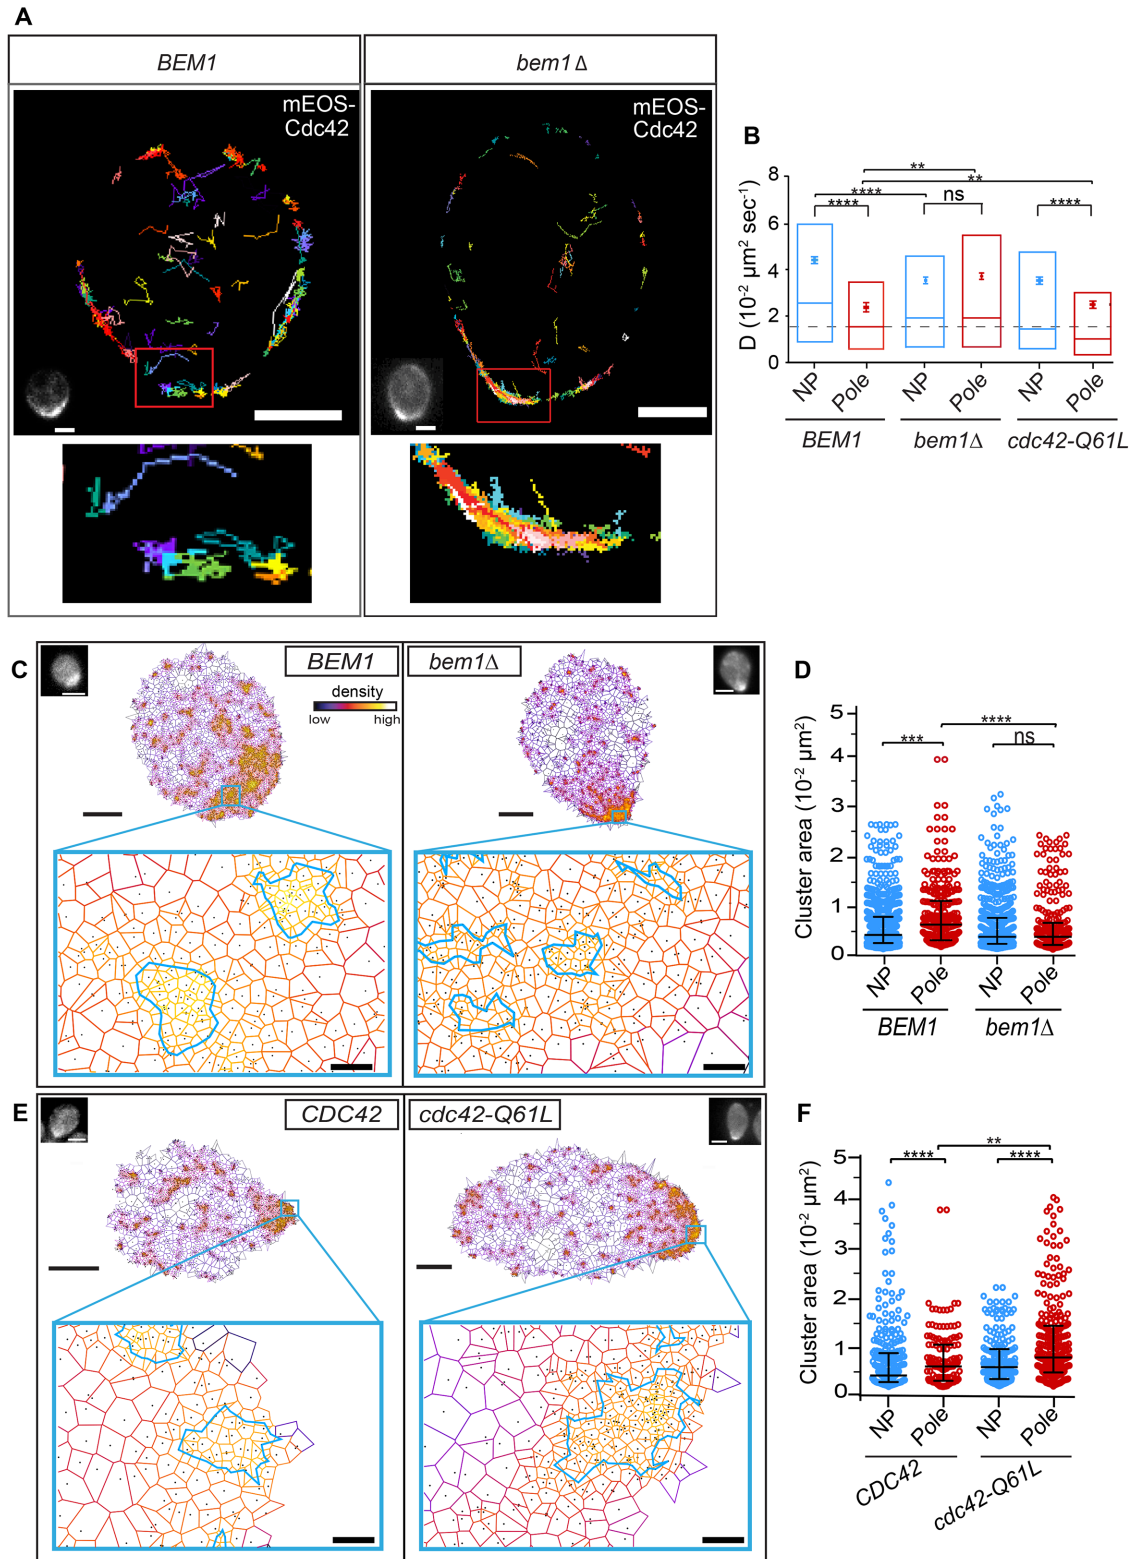 A
BEM1
bem1Δ
mEOS-
Cdc42
mEOS-
Cdc42
B
D (10⁻² µm² sec⁻¹)
8
6
4
2
0
**
**
****
****
ns
****
NP
Pole
NP
Pole
NP
Pole
BEM1
bem1Δ
cdc42-Q61L
C
BEM1
density
low
high
bem1Δ
D
Cluster area (10⁻² µm²)
5
4
3
2
1
0
****
***
ns
NP
Pole
NP
Pole
BEM1
bem1Δ
E
CDC42
cdc42-Q61L
F
Cluster area (10⁻² µm²)
5
4
3
2
1
0
**
****
****
NP
Pole
NP
Pole
CDC42
cdc42-Q61L